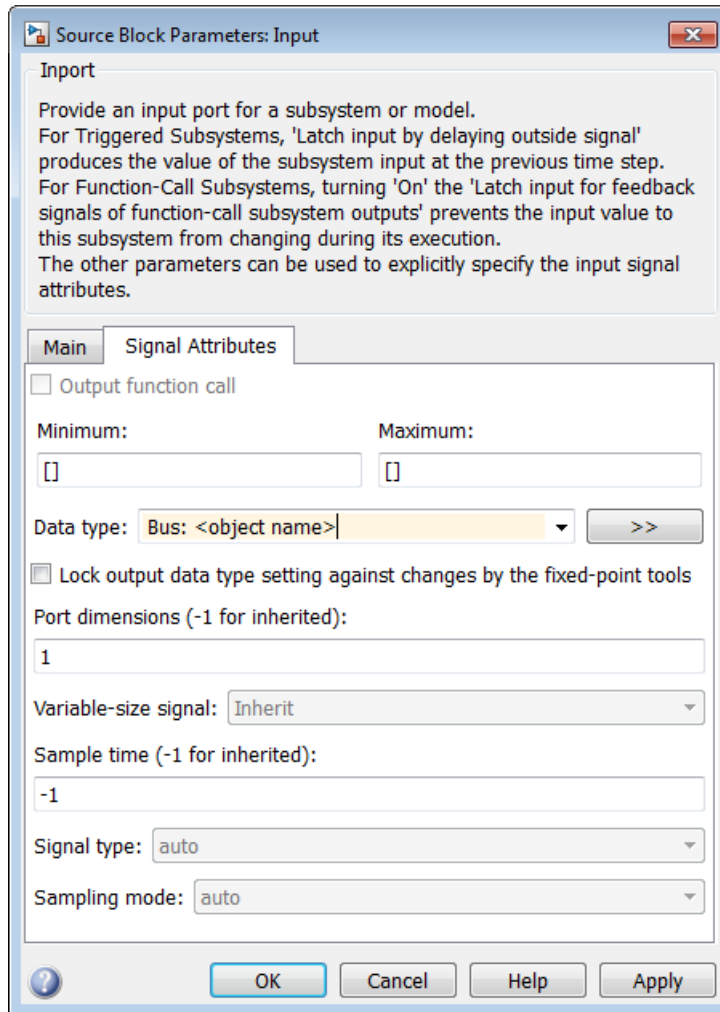 Source Block Parameters: Input
Inport
Provide an input port for a subsystem or model.
For Triggered Subsystems, 'Latch input by delaying outside signal'
produces the value of the subsystem input at the previous time step.
For Function-Call Subsystems, turning 'On' the 'Latch input for feedback
signals of function-call subsystem outputs' prevents the input value to
this subsystem from changing during its execution.
The other parameters can be used to explicitly specify the input signal
attributes.
Main Signal Attributes
Output function call
Minimum: Maximum:
[] []
Data type: Bus: <object name> >>
Lock output data type setting against changes by the fixed-point tools
Port dimensions (-1 for inherited):
1
Variable-size signal: Inherit
Sample time (-1 for inherited):
-1
Signal type: auto
Sampling mode: auto
? OK Cancel Help Apply